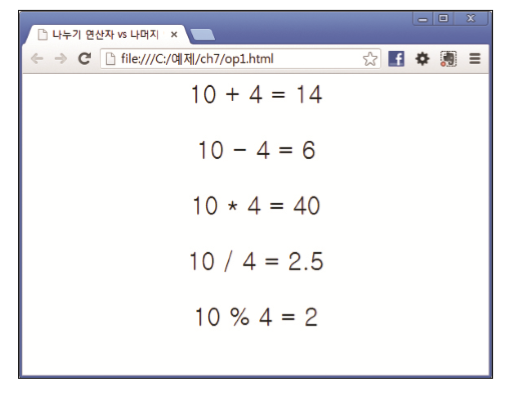 나누기 연산자 vs 나머지
file:///C:/예제/ch7/op1.html
10 + 4 = 14
10 - 4 = 6
10 * 4 = 40
10 / 4 = 2.5
10 % 4 = 2